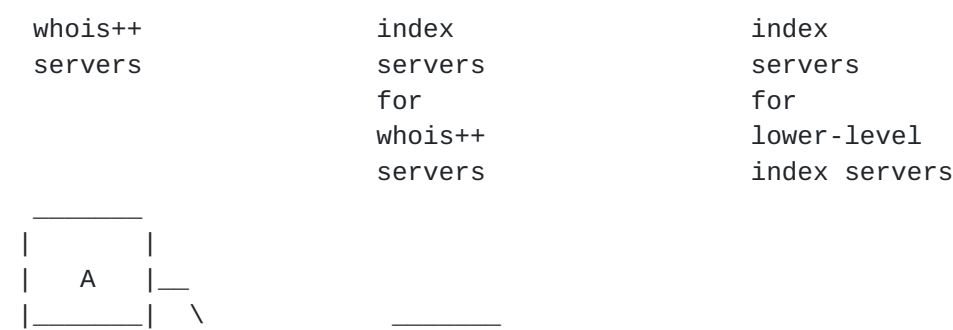 whois++ index index
servers servers servers
for for
whois++ lower-level
servers index servers
A